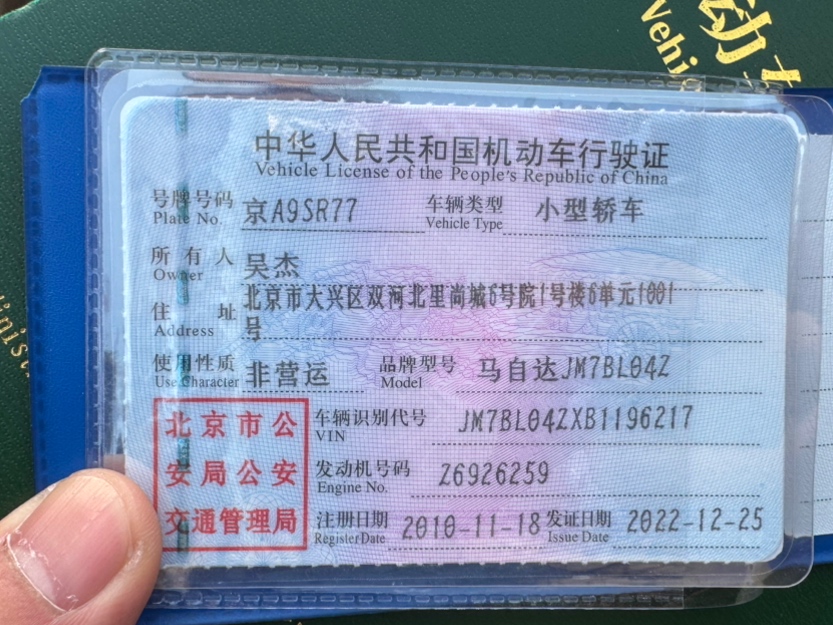 动
Vehi
中华人民共和国机动车行驶证
Vehicle License of the People's Republic of China
号牌号码 京A9SR77 车辆类型 小型轿车
Plate No. Vehicle Type
所有人 吴杰
Owner
住址 北京市大兴区双河北里尚城6号院1号楼6单元1001
Address 号
使用性质 非营运 品牌型号 马自达JM7BL04Z
Use Character Model
北京市公
安局公安
交通管理局
车辆识别代号 JM7BL04ZXB1196217
VIN
发动机号码 Z6926259
Engine No.
注册日期 2010-11-18 发证日期 2022-12-25
Register Date Issue Date